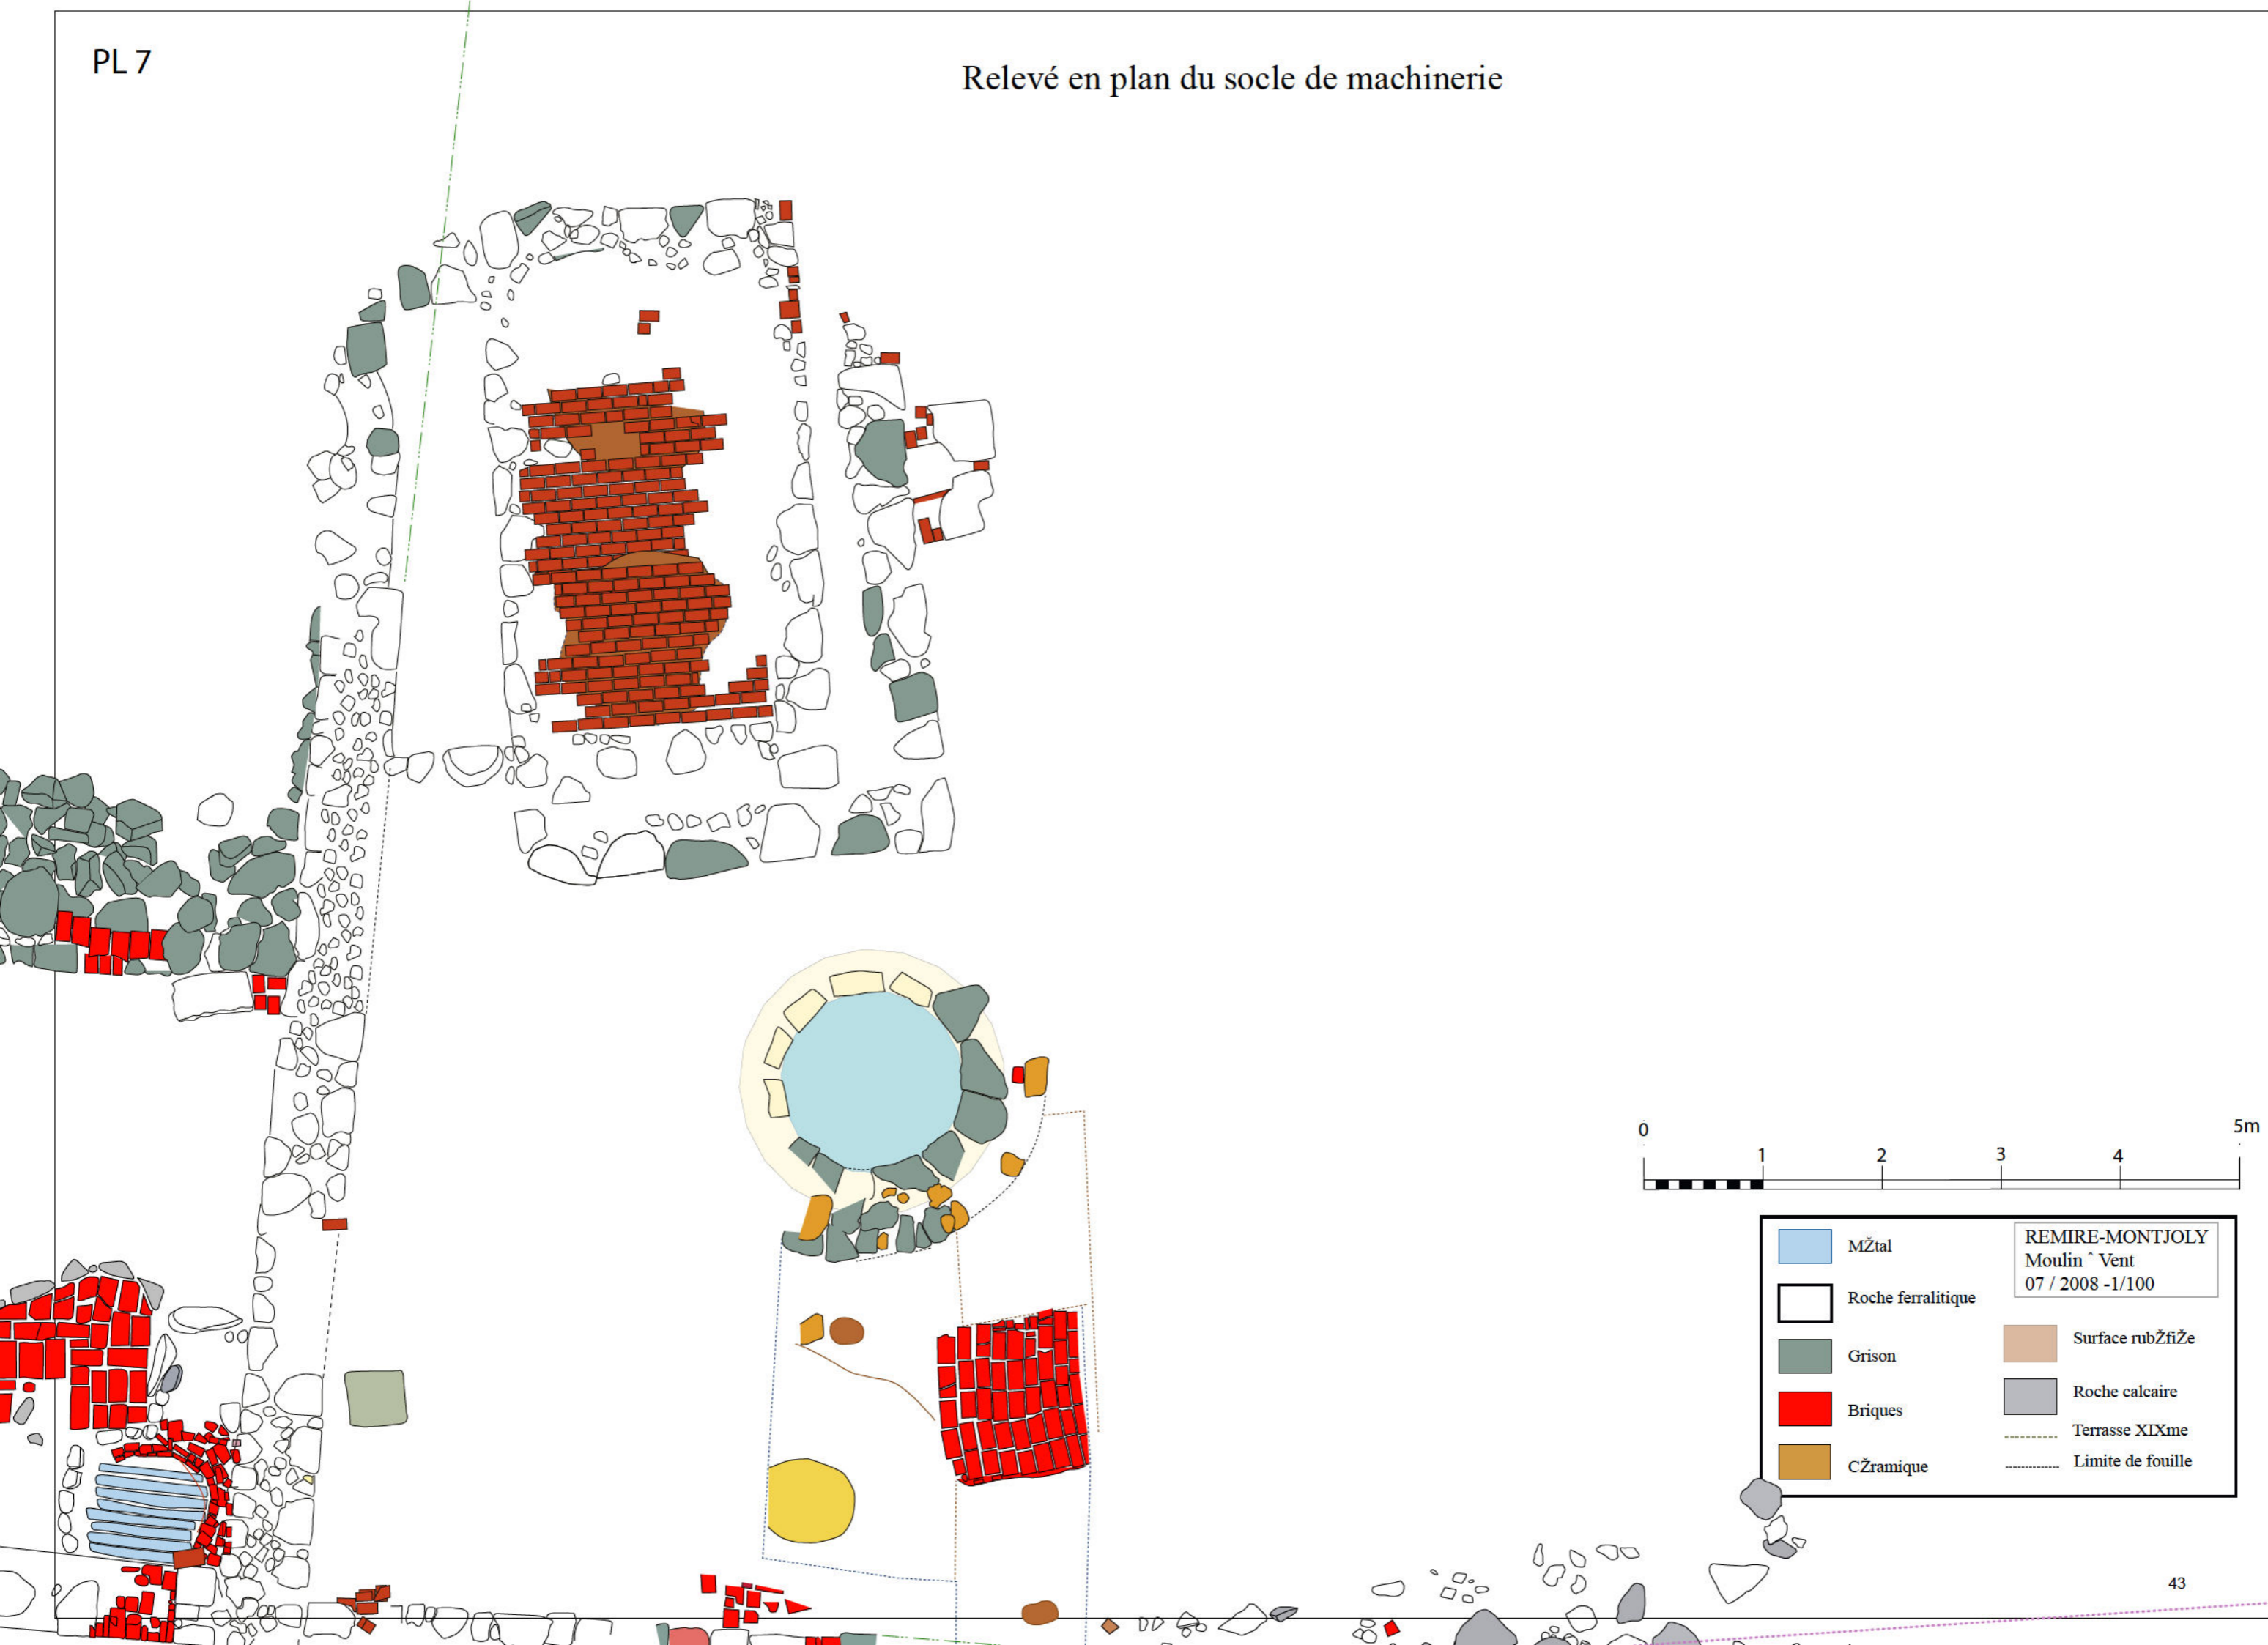 PL 7
Relevé en plan du socle de machinerie
0
5m
1
2
3
4
MŽtal
Roche ferralitique
Grison
Briques
CŽramique
REMIRE-MONTJOLY
Moulin ˆ Vent
07 / 2008 -1/100
Surface rubŽfiŽe
Roche calcaire
Terrasse XIXme
Limite de fouille
43